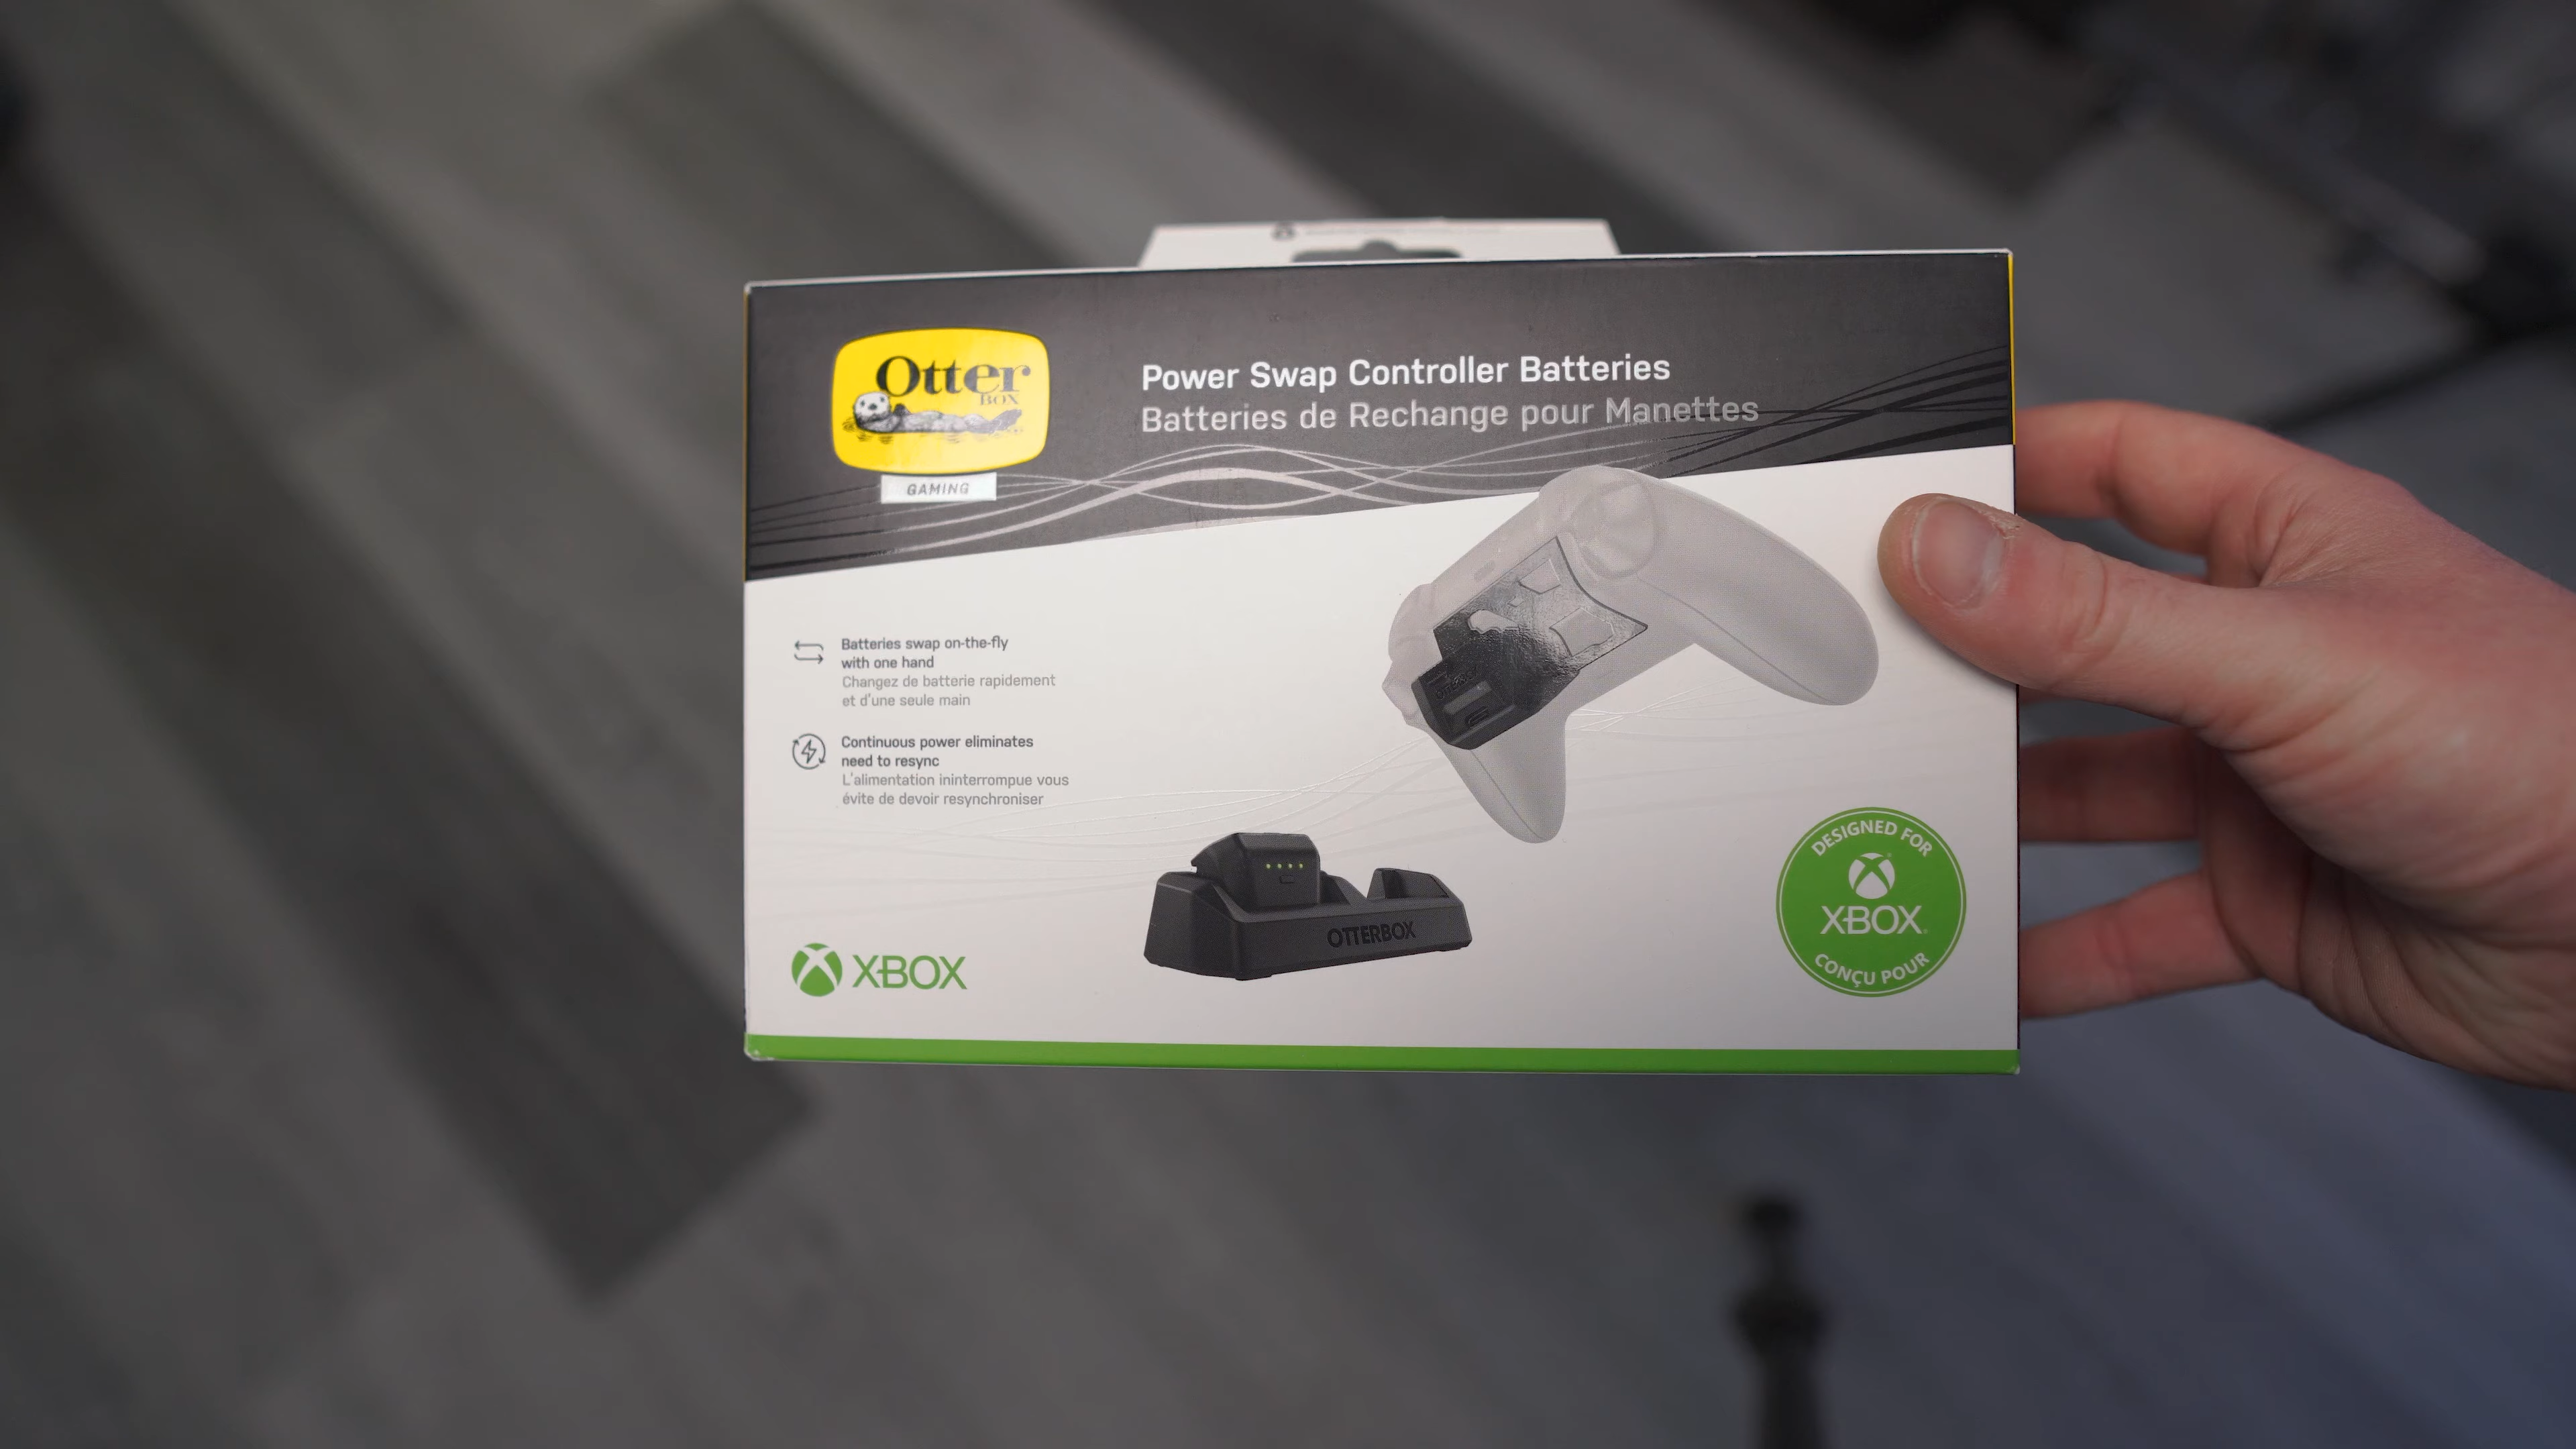 Otter
BOX
GAMING
Power Swap Controller Batteries
Batteries de Rechange pour Manettes
Batteries swap on-the-fly
with one hand
Changez de batterie rapidement
et d'une seule main
Continuous power eliminates
need to resync
L'alimentation ininterrompue vous
évite de devoir resynchroniser
OTTERBOX
XBOX
DESIGNED FOR
XBOX
CONÇU POUR